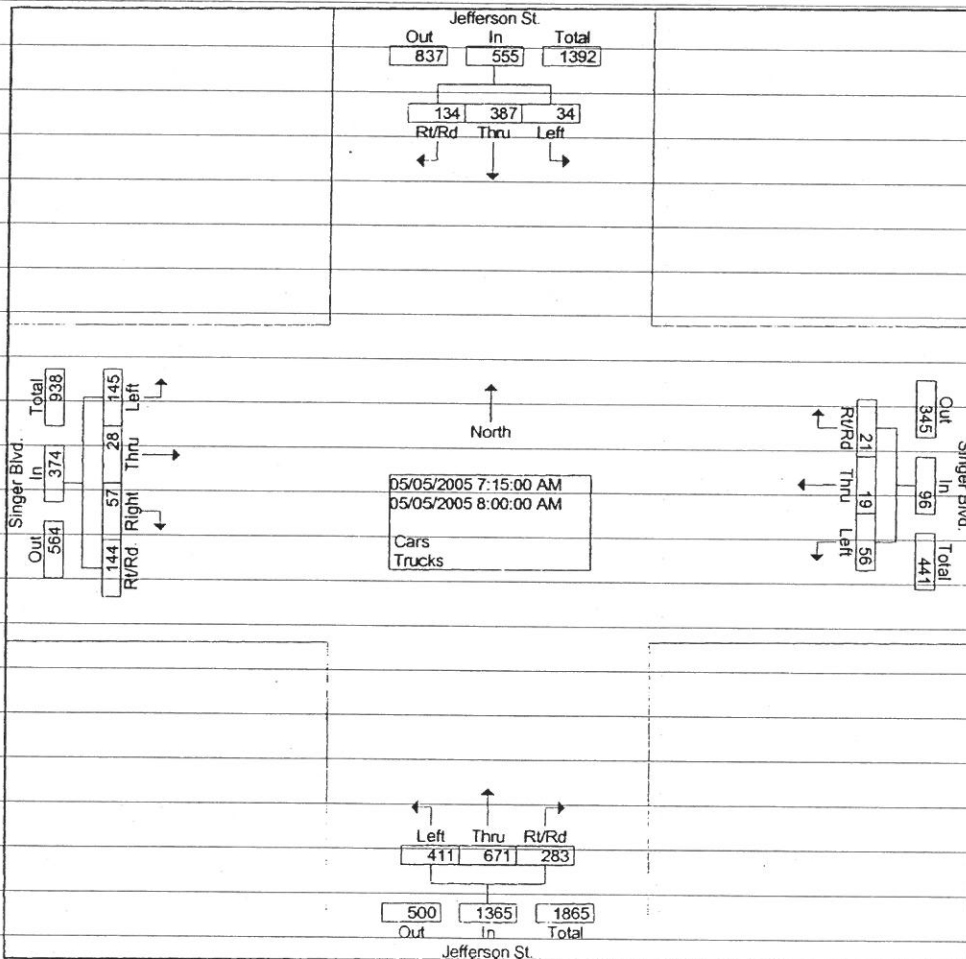 Jefferson St.
Out In Total
837 555 1392
134 387 34
Rt/Rd Thru Left
Singer Blvd.
Total In Out
938 374 564
145 28 57 144
Left Thru Right Rt/Rd.
North
05/05/2005 7:15:00 AM
05/05/2005 8:00:00 AM
Cars
Trucks
Rt/Rd Thru Left
21 19 56
Out In Total
345 96 441
Singer Blvd.
Left Thru Rt/Rd
411 671 283
500 1365 1865
Out In Total
Jefferson St.